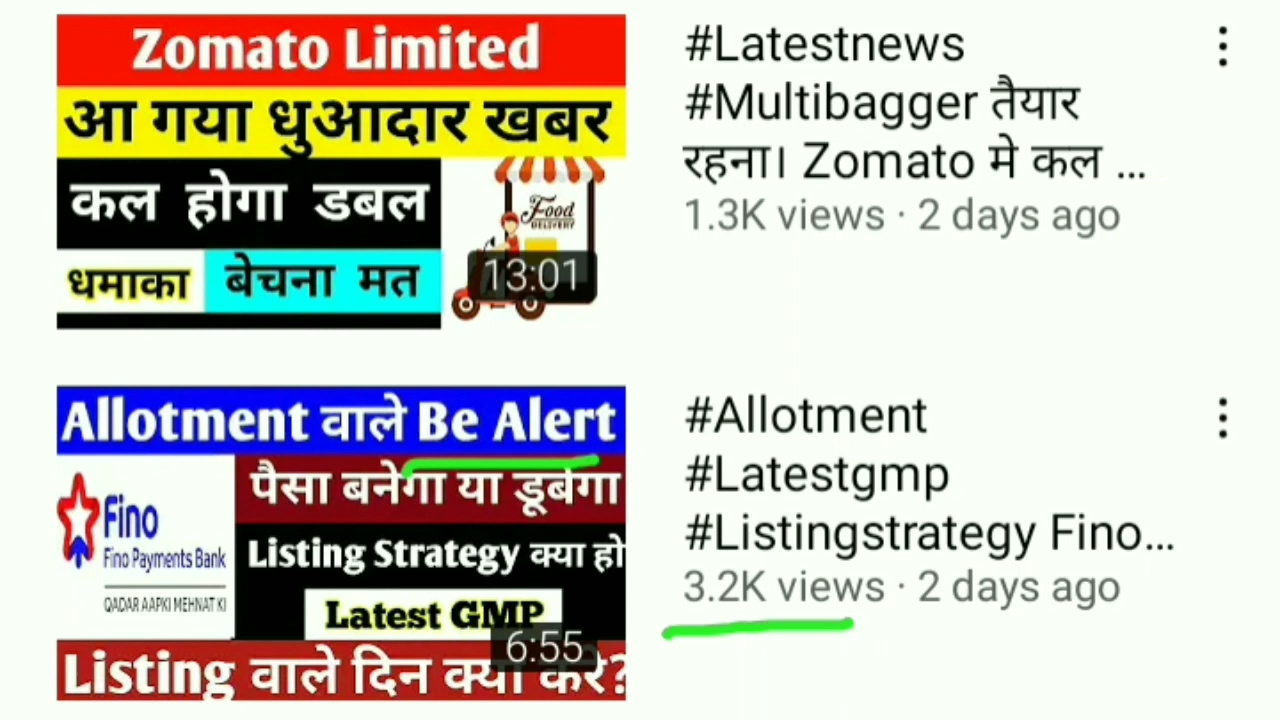 Zomato Limited
आ गया धुआदार खबर
कल होगा डबल
धमाका बेचना मत
Food
DELIVERY
13:01
#Latestnews
#Multibagger तैयार
रहना। Zomato मे कल ...
1.3K views · 2 days ago
Allotment वाले Be Alert
पैसा बनेगा या डूबेगा
Fino
Fino Payments Bank
QADAR AAPKI MEHNAT KI
Listing Strategy क्या हो
Latest GMP
6:55
Listing वाले दिन क्या करे?
#Allotment
#Latestgmp
#Listingstrategy Fino...
3.2K views · 2 days ago